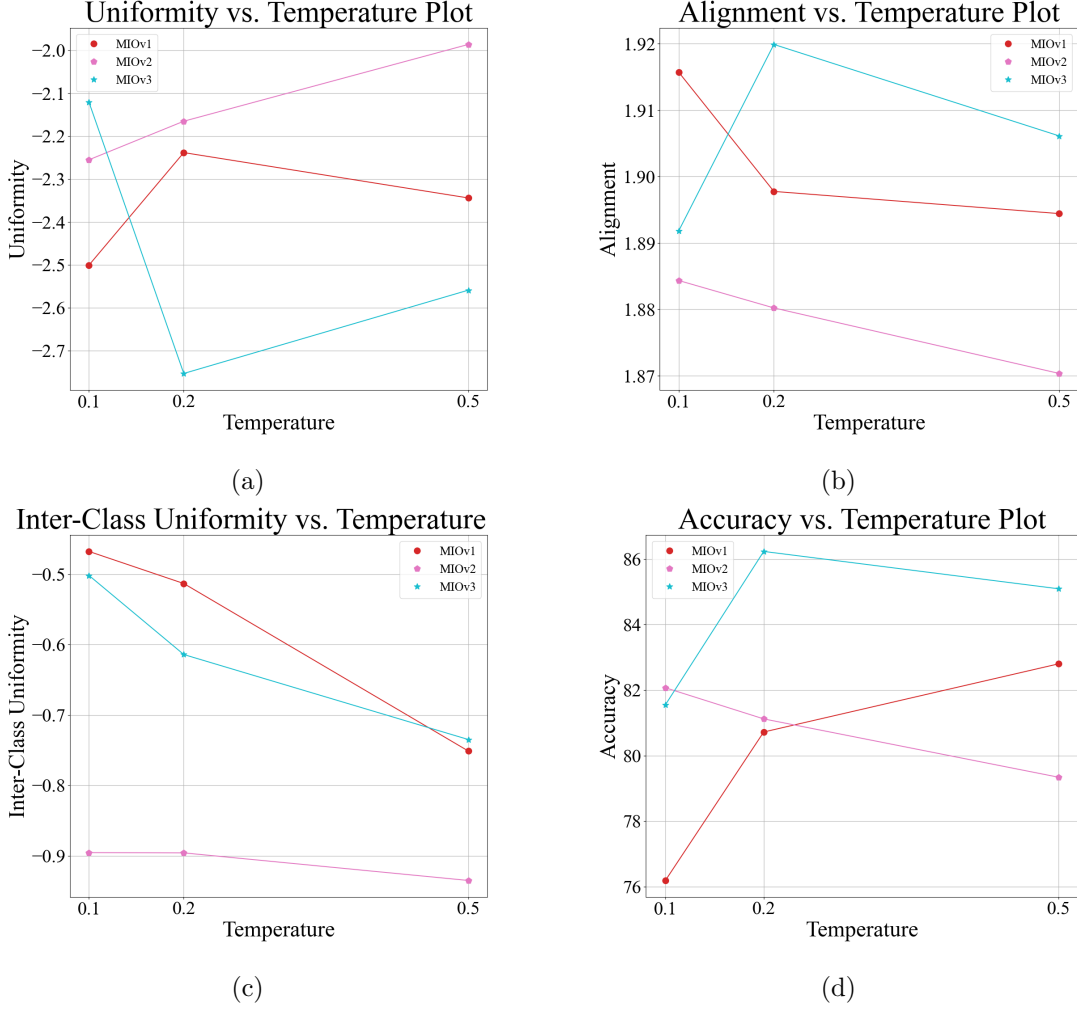 Uniformity vs. Temperature Plot
MIOv1
MIOv2
MIOv3
Uniformity
−2.0
−2.1
−2.2
−2.3
−2.4
−2.5
−2.6
−2.7
0.1 0.2 0.5
Temperature
(a)
Alignment vs. Temperature Plot
MIOv1
MIOv2
MIOv3
Alignment
1.92
1.91
1.90
1.89
1.88
1.87
0.1 0.2 0.5
Temperature
(b)
Inter-Class Uniformity vs. Temperature
MIOv1
MIOv2
MIOv3
Inter-Class Uniformity
−0.5
−0.6
−0.7
−0.8
−0.9
0.1 0.2 0.5
Temperature
(c)
Accuracy vs. Temperature Plot
MIOv1
MIOv2
MIOv3
Accuracy
86
84
82
80
78
76
0.1 0.2 0.5
Temperature
(d)